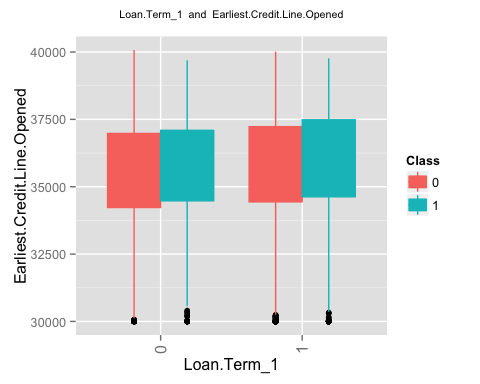 Loan.Term_1 and Earliest.Credit.Line.Opened
40000
37500
35000
32500
30000
Earliest.Credit.Line.Opened
0
1
Loan.Term_1
Class
0
1